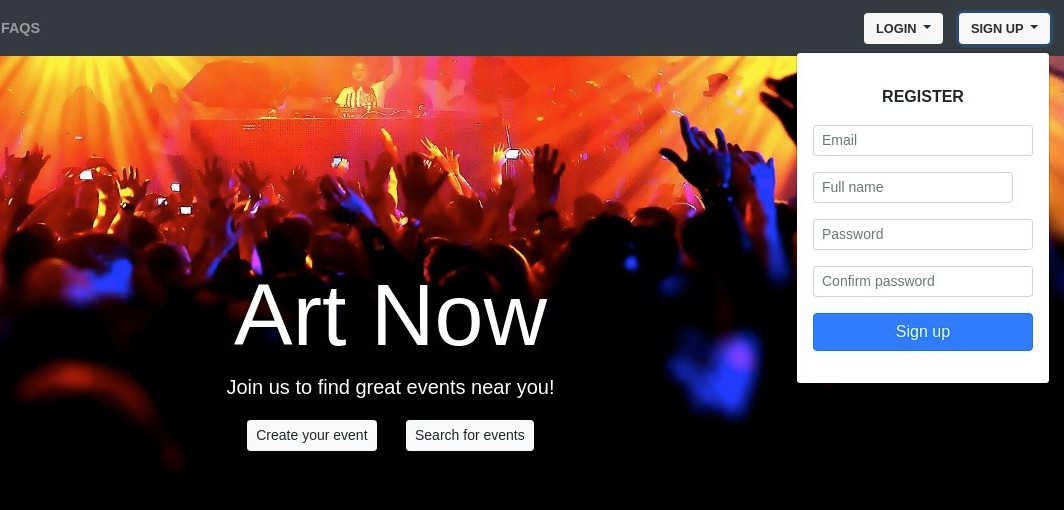 FAQS
LOGIN
SIGN UP
REGISTER
Email
Full name
Password
Confirm password
Sign up
Art Now
Join us to find great events near you!
Create your event
Search for events